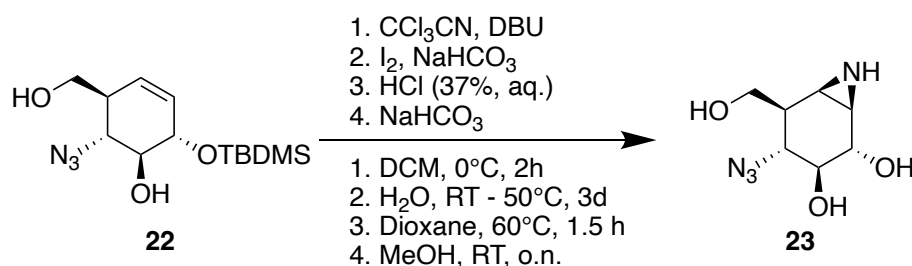 1. CCl₃CN, DBU
2. I₂, NaHCO₃
3. HCl (37%, aq.)
4. NaHCO₃
1. DCM, 0°C, 2h
2. H₂O, RT - 50°C, 3d
3. Dioxane, 60°C, 1.5 h
4. MeOH, RT, o.n.
HO
N₃
OTBDMS
OH
22
NH
HO
N₃
OH
OH
23